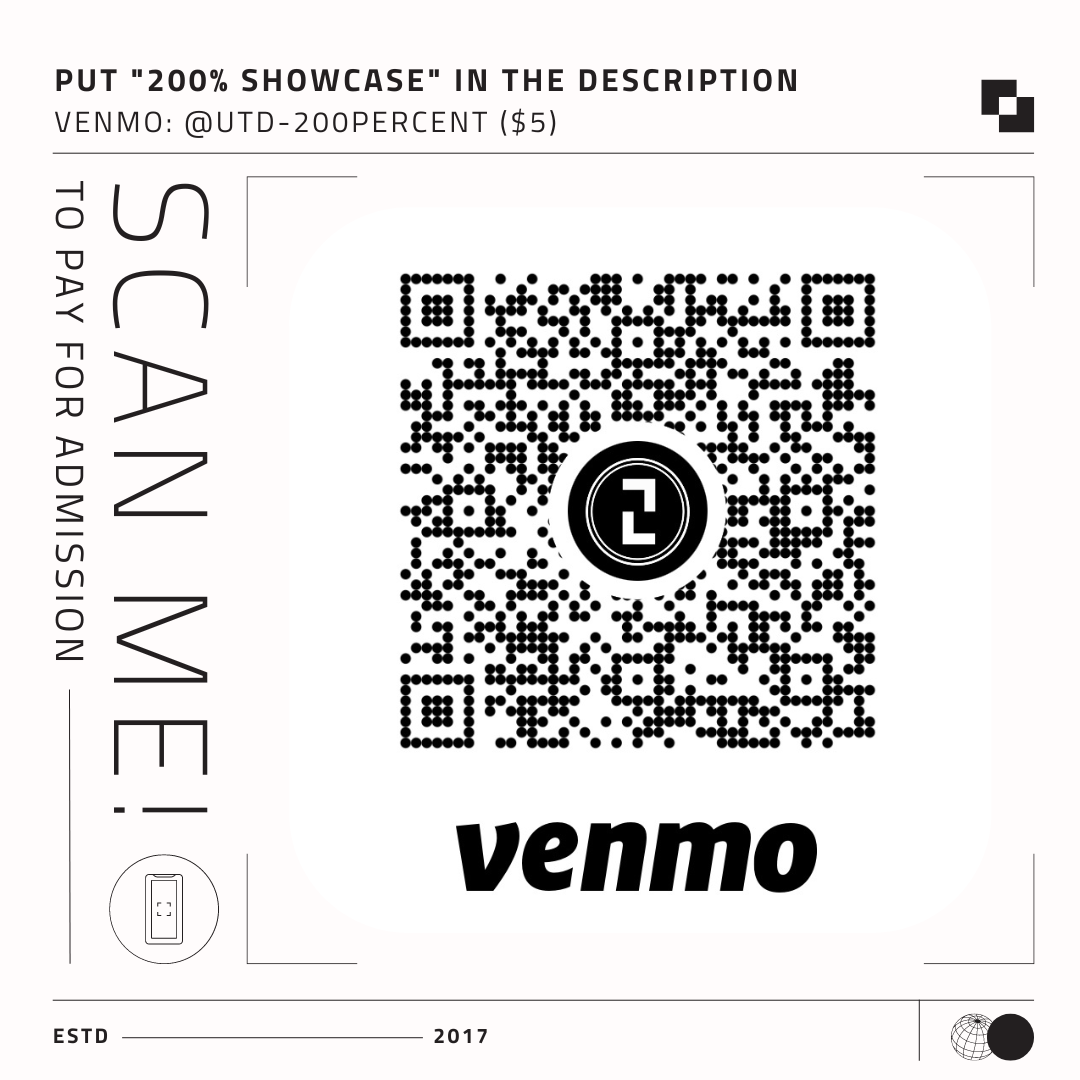 PUT "200% SHOWCASE" IN THE DESCRIPTION
VENMO: @UTD-200PERCENT ($5)
SCAN ME!
TO PAY FOR ADMISSION
2
venmo
ESTD
2017